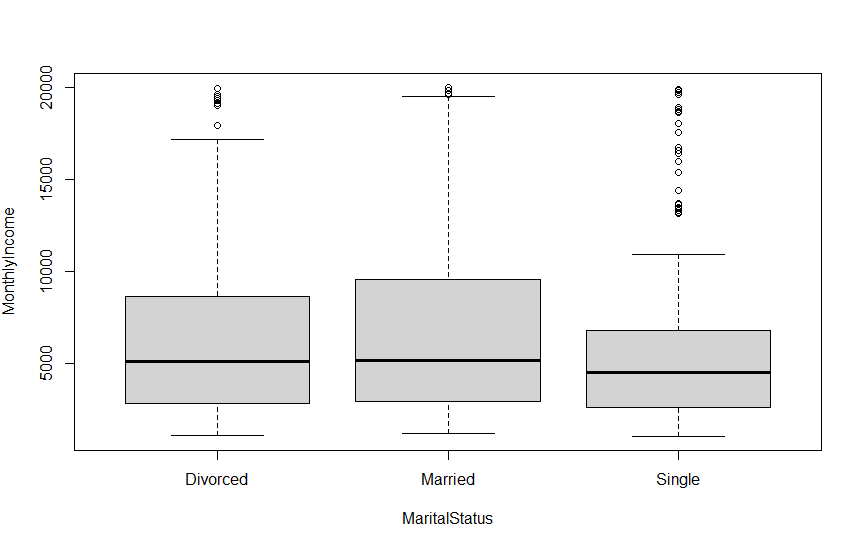 MonthlyIncome
20000
15000
10000
5000
Divorced
Married
Single
MaritalStatus